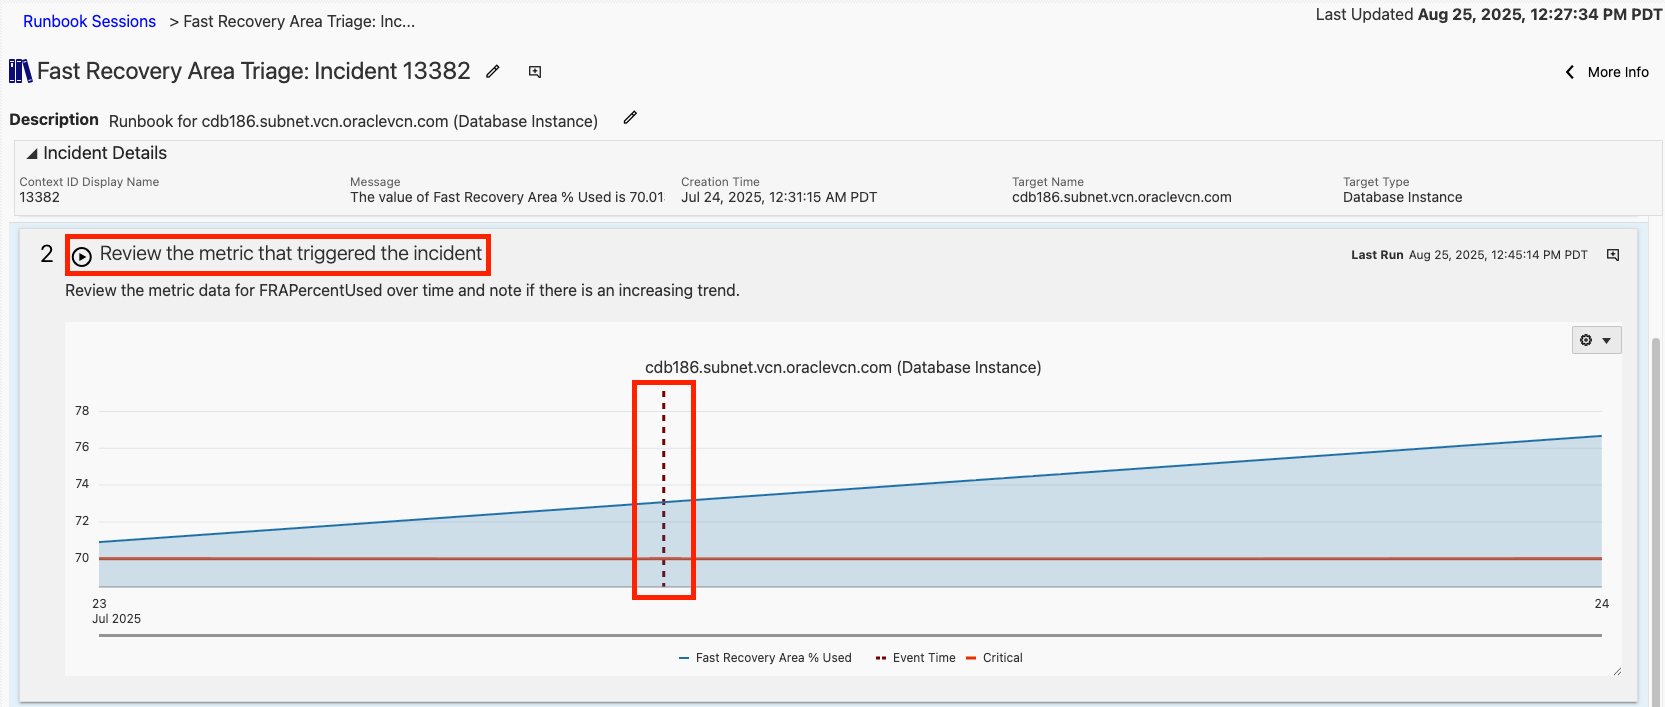 Runbook Sessions > Fast Recovery Area Triage: Inc...
Last Updated Aug 25, 2025, 12:27:34 PM PDT
Fast Recovery Area Triage: Incident 13382
More Info
Description Runbook for cdb186.subnet.vcn.oraclevcn.com (Database Instance)
Incident Details
Context ID Display Name
13382
Message
The value of Fast Recovery Area % Used is 70.01
Creation Time
Jul 24, 2025, 12:31:15 AM PDT
Target Name
cdb186.subnet.vcn.oraclevcn.com
Target Type
Database Instance
2 Review the metric that triggered the incident
Last Run Aug 25, 2025, 12:45:14 PM PDT
Review the metric data for FRAPercentUsed over time and note if there is an increasing trend.
cdb186.subnet.vcn.oraclevcn.com (Database Instance)
78
76
74
72
70
23
Jul 2025
24
Fast Recovery Area % Used Event Time Critical